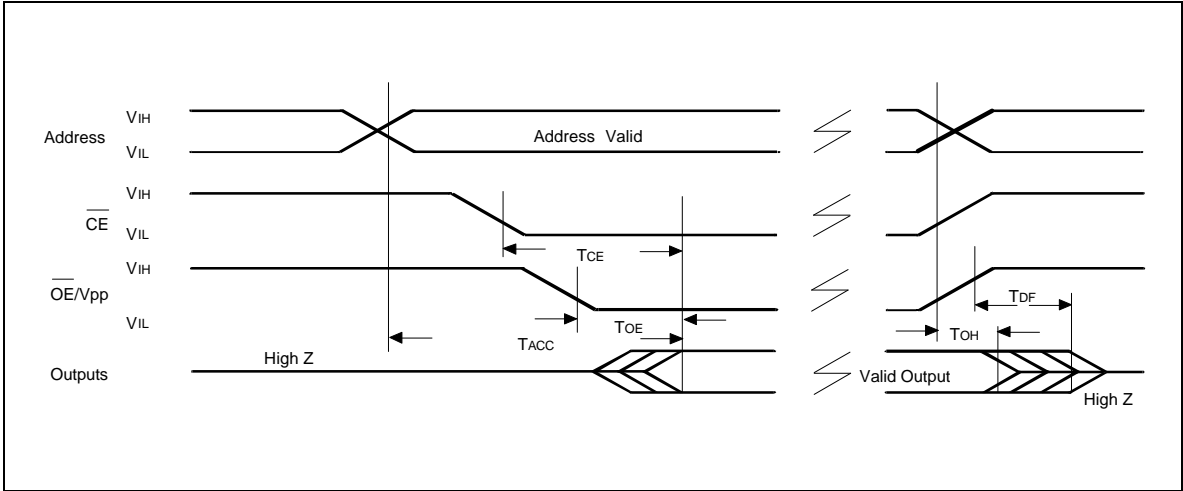 VIH
Address
Address Valid
VIL
VIH
CE
VIL
TCE
VIH
OE/Vpp
TDF
VIL
TOE
TOH
TACC
High Z
Outputs
Valid Output
High Z